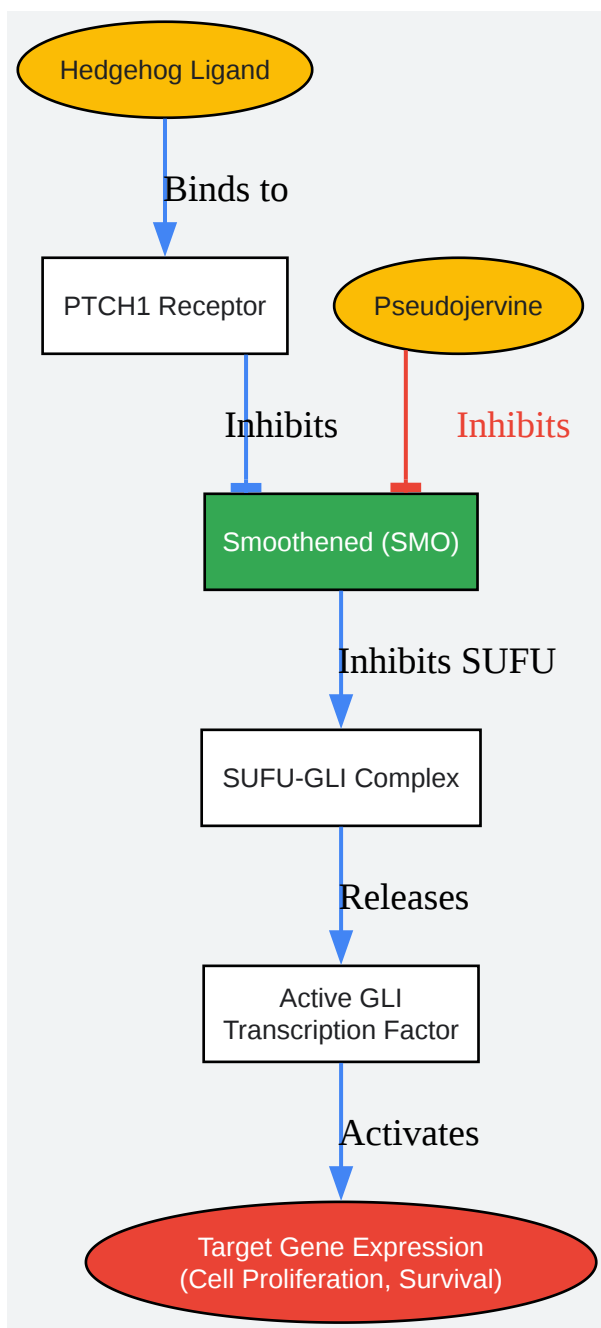 Hedgehog Ligand
Binds to
PTCH1 Receptor
Pseudojervine
Inhibits
Inhibits
Smoothened (SMO)
Inhibits SUFU
SUFU-GLI Complex
Releases
Active GLI
Transcription Factor
Activates
Target Gene Expression
(Cell Proliferation, Survival)